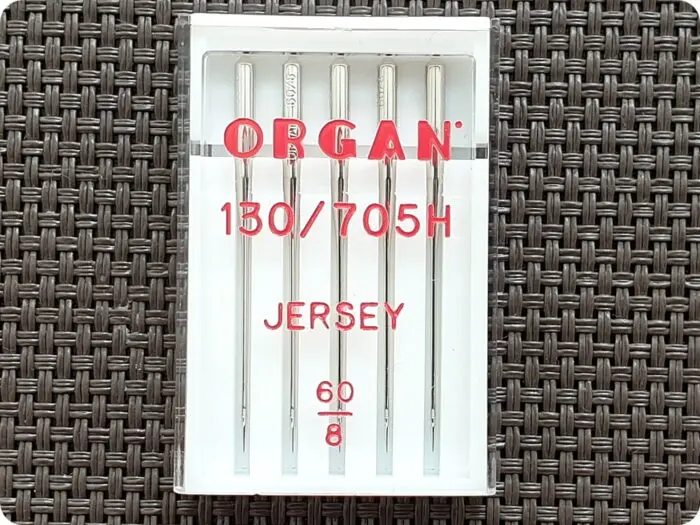 ORGAN
130/705H
JERSEY
60
8